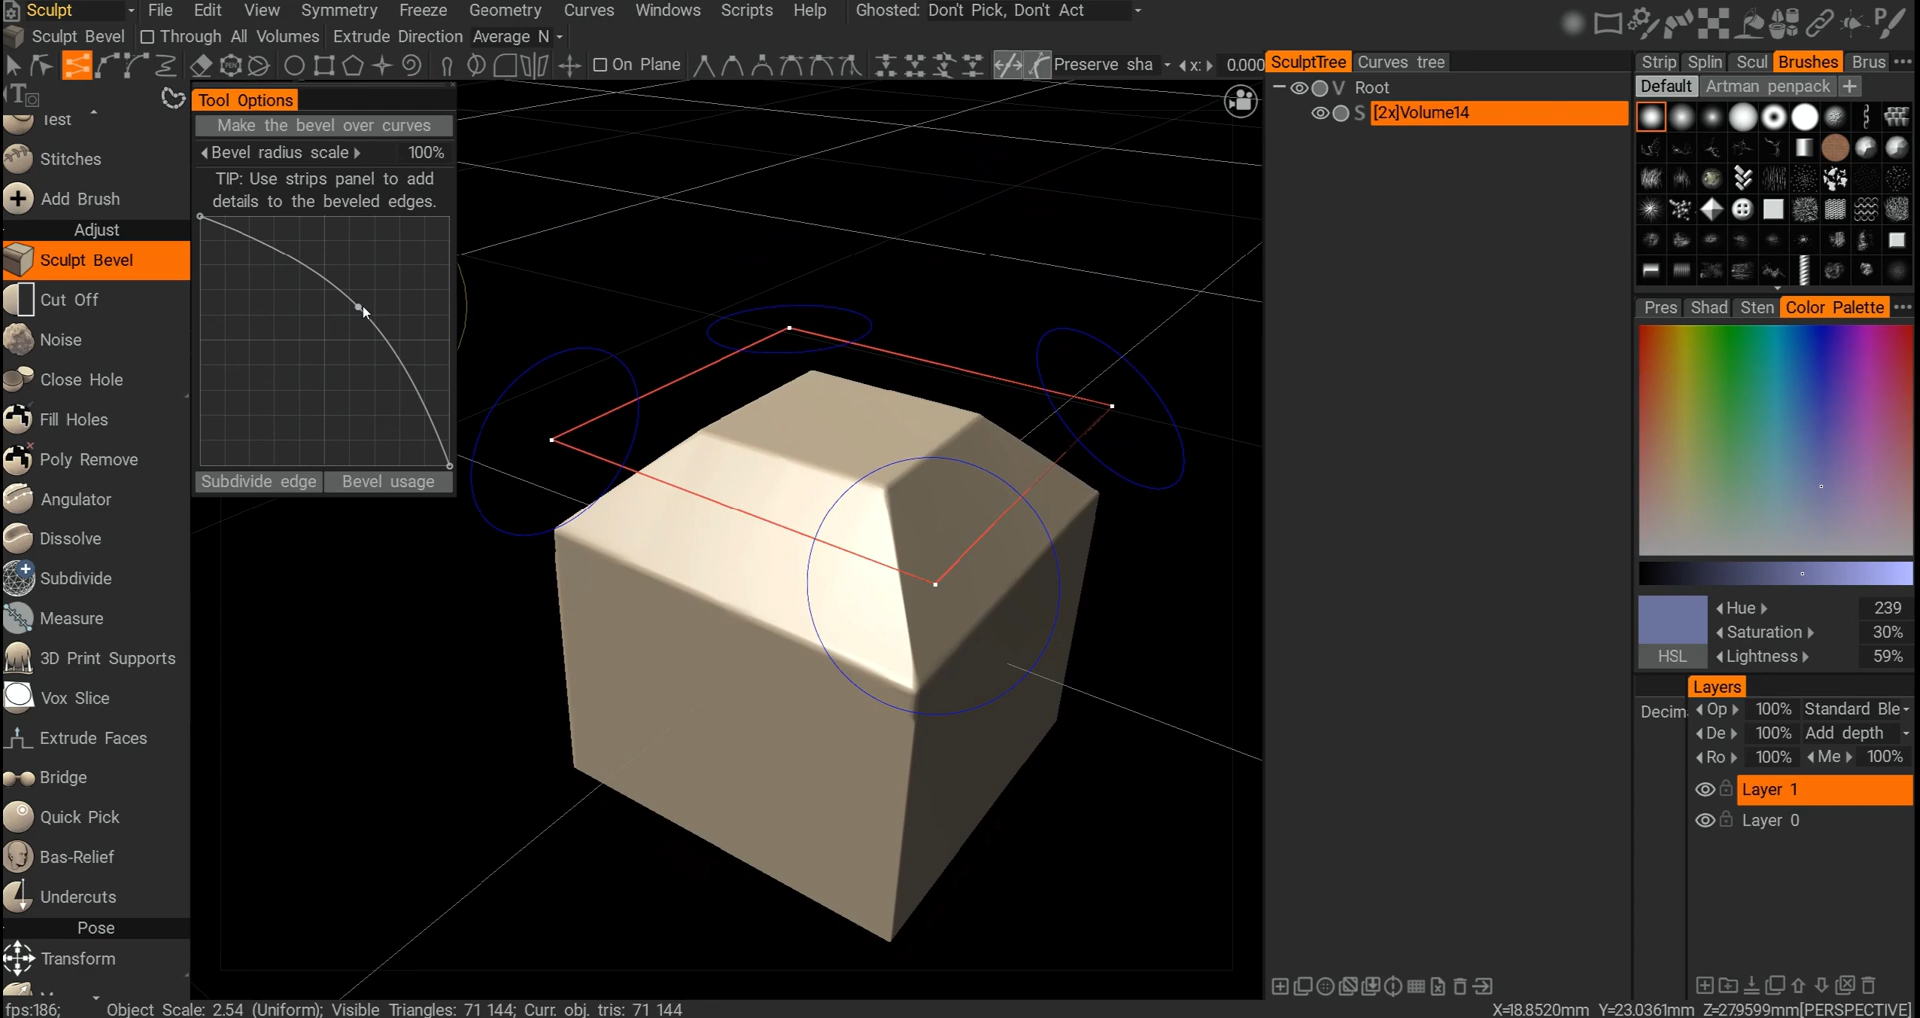 Sculpt File Edit View Symmetry Freeze Geometry Curves Windows Scripts Help Ghosted: Don't Pick, Don't Act
Sculpt Bevel Through All Volumes Extrude Direction Average N
On Plane Preserve sha x: 0.000
Test
Stitches
Add Brush
Adjust
Sculpt Bevel
Cut Off
Noise
Close Hole
Fill Holes
Poly Remove
Angulator
Dissolve
Subdivide
Measure
3D Print Supports
Vox Slice
Extrude Faces
Bridge
Quick Pick
Bas-Relief
Undercuts
Pose
Transform
Tool Options
Make the bevel over curves
Bevel radius scale 100%
TIP: Use strips panel to add
details to the beveled edges.
Subdivide edge Bevel usage
SculptTree Curves tree
V Root
S [2x]Volume14
Strip Splin Scul Brushes Brus
Default Artman penpack
Pres Shad Sten Color Palette
Hue 239
Saturation 30%
HSL Lightness 59%
Layers
Decim
Op 100% Standard Ble
De 100% Add depth
Ro 100% Me 100%
Layer 1
Layer 0
fps:186; Object Scale: 2.54 (Uniform); Visible Triangles: 71 144; Curr. obj. tris: 71 144
X=18.8520mm Y=23.0361mm Z=27.9599mm[PERSPECTIVE]